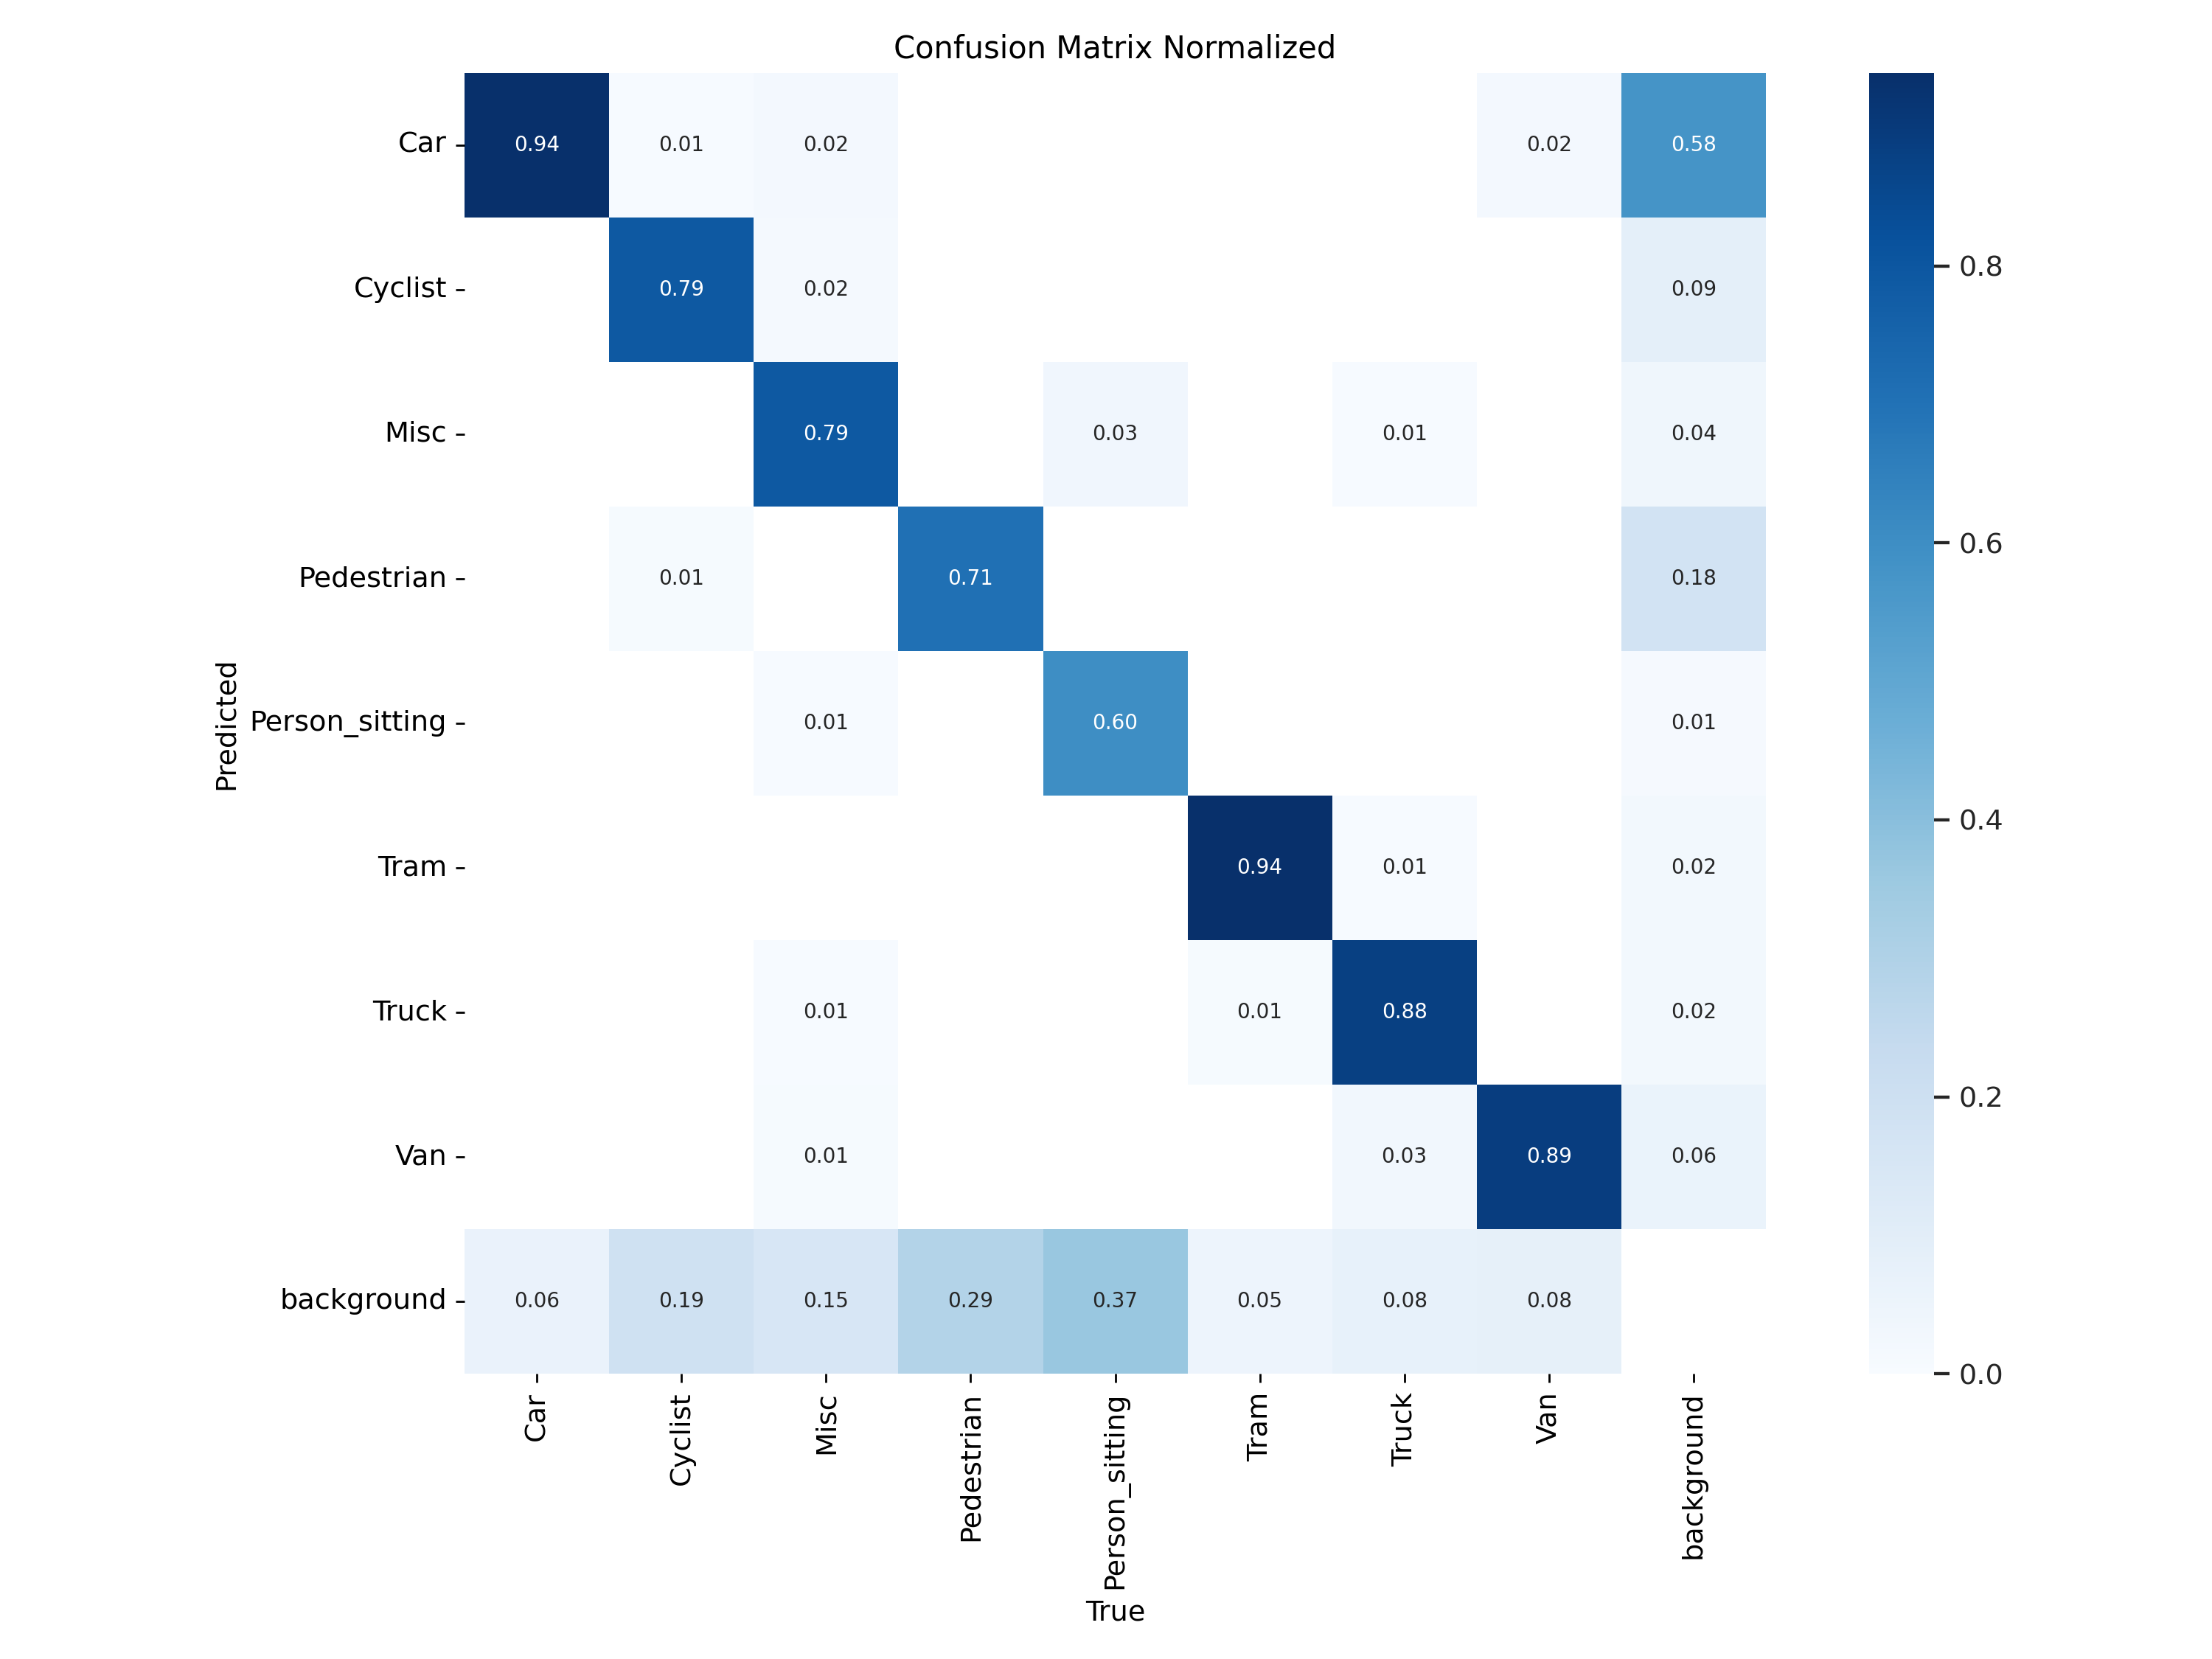 Confusion Matrix Normalized
Car
0.94
0.01
0.02
0.02
0.58
Cyclist
0.79
0.02
0.09
0.8
Misc
0.79
0.03
0.01
0.04
0.6
Pedestrian
0.01
0.71
0.18
Predicted
Person_sitting
0.01
0.60
0.01
0.4
Tram
0.94
0.01
0.02
Truck
0.01
0.01
0.88
0.02
0.2
Van
0.01
0.03
0.89
0.06
background
0.06
0.19
0.15
0.29
0.37
0.05
0.08
0.08
0.0
Car
Cyclist
Misc
Pedestrian
Person_sitting
Tram
Truck
Van
background
True